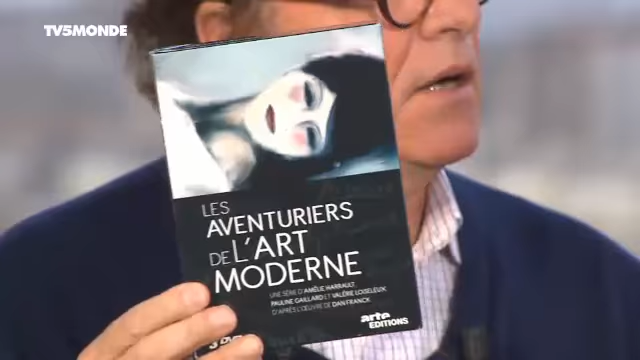 TV5MONDE
LES
AVENTURIERS
DE L'ART
MODERNE
UNE SÉRIE D'AMÉLIE HARRAULT,
PAULINE GAILLARD ET VALÉRIE LOISELEUX
D'APRÈS L'ŒUVRE DE DAN FRANCK
arte
EDITIONS